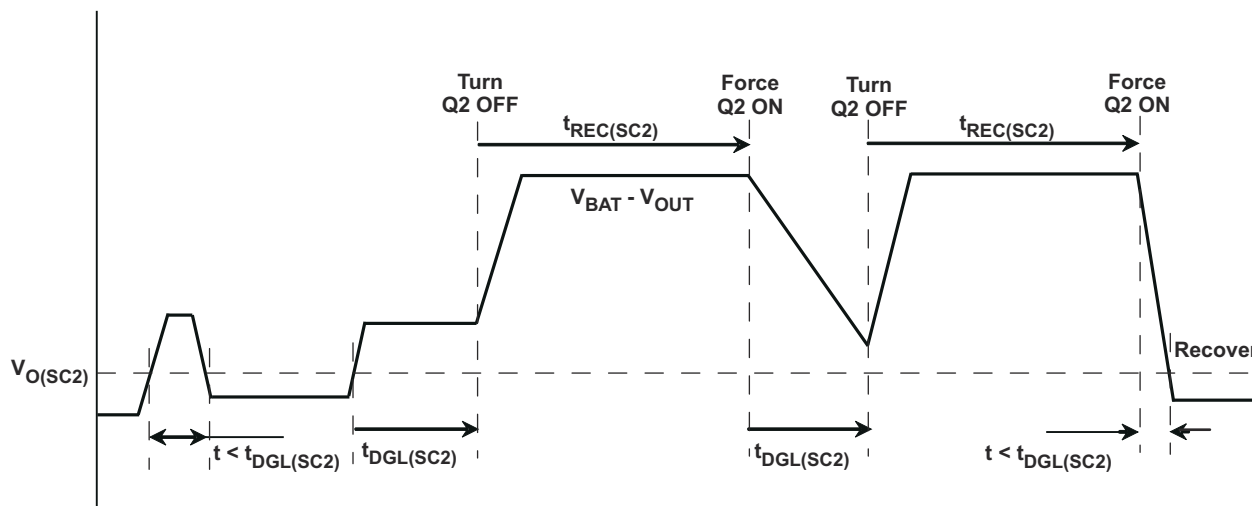 Turn
Q2 OFF
Force
Q2 ON
Turn
Q2 OFF
Force
Q2 ON
tREC(SC2)
tREC(SC2)
VBAT - VOUT
VO(SC2)
Recover
t < tDGL(SC2)
tDGL(SC2)
tDGL(SC2)
t < tDGL(SC2)